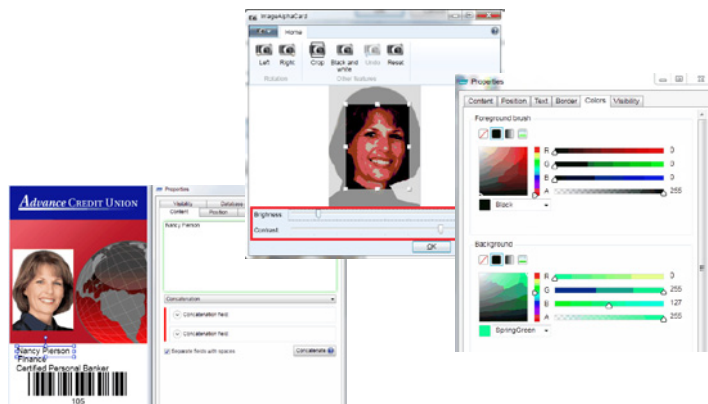 ImageAlphaCard
Home
Left
Right
Crop
Black and white
Undo
Reset
Rotation
Other features
Brightness
Contrast
OK
Properties
Content
Position
Text
Border
Colors
Visibility
Foreground brush
R
0
G
0
B
0
A
255
Black
Background
R
0
G
255
B
127
A
255
SpringGreen
Advance CREDIT UNION
Nancy Pierson
Finance
Certified Personal Banker
105
Properties
Visibility
Database
Content
Position
Nancy Pierson
Concatenation
Concatenation field
Concatenation field
Separate fields with spaces
Concatenate